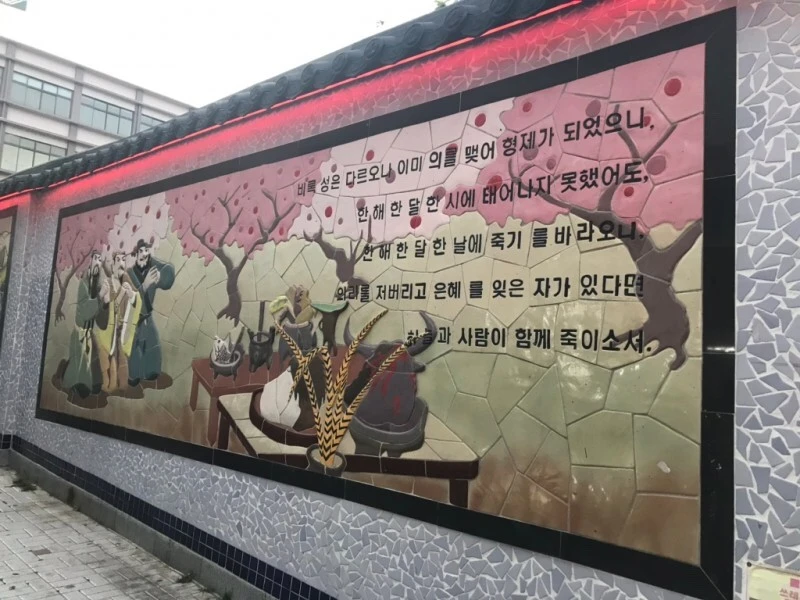 비록 성은 다르오나 이미 의를 맺어 형제가 되었으니,
한 해 한 달 한 시에 태어나지 못했어도,
한 해 한 달 한 날에 죽기 를 바라오니,
의리를 저버리고 은혜 를 잊은 자가 있다면
하늘과 사람이 함께 죽이소서.